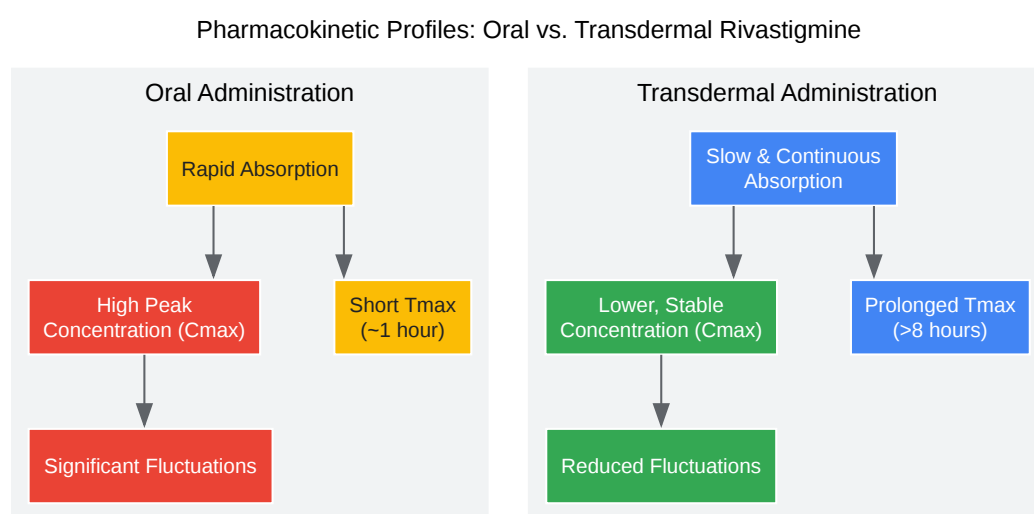 Pharmacokinetic Profiles: Oral vs. Transdermal Rivastigmine
Oral Administration
Rapid Absorption
High Peak
Concentration (Cmax)
Short Tmax
(~1 hour)
Significant Fluctuations
Transdermal Administration
Slow & Continuous
Absorption
Lower, Stable
Concentration (Cmax)
Prolonged Tmax
(>8 hours)
Reduced Fluctuations